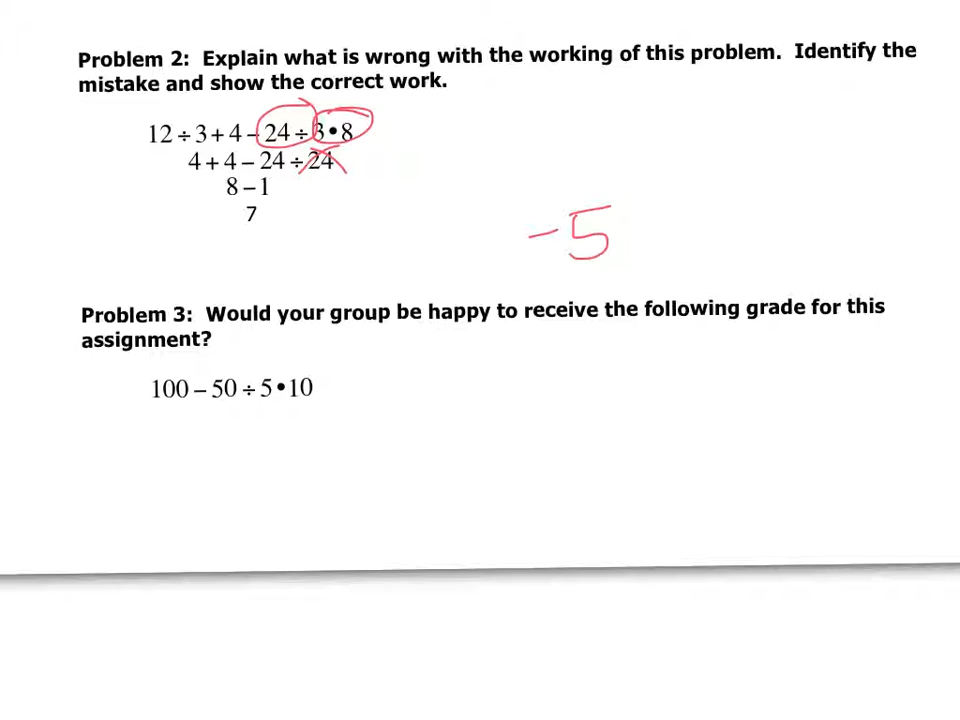 Problem 2: Explain what is wrong with the working of this problem. Identify the
mistake and show the correct work.
12 ÷ 3 + 4 – 24 ÷ 3 • 8
4 + 4 – 24 ÷ 24
8 – 1
7
–5
Problem 3: Would your group be happy to receive the following grade for this
assignment?
100 – 50 ÷ 5 • 10